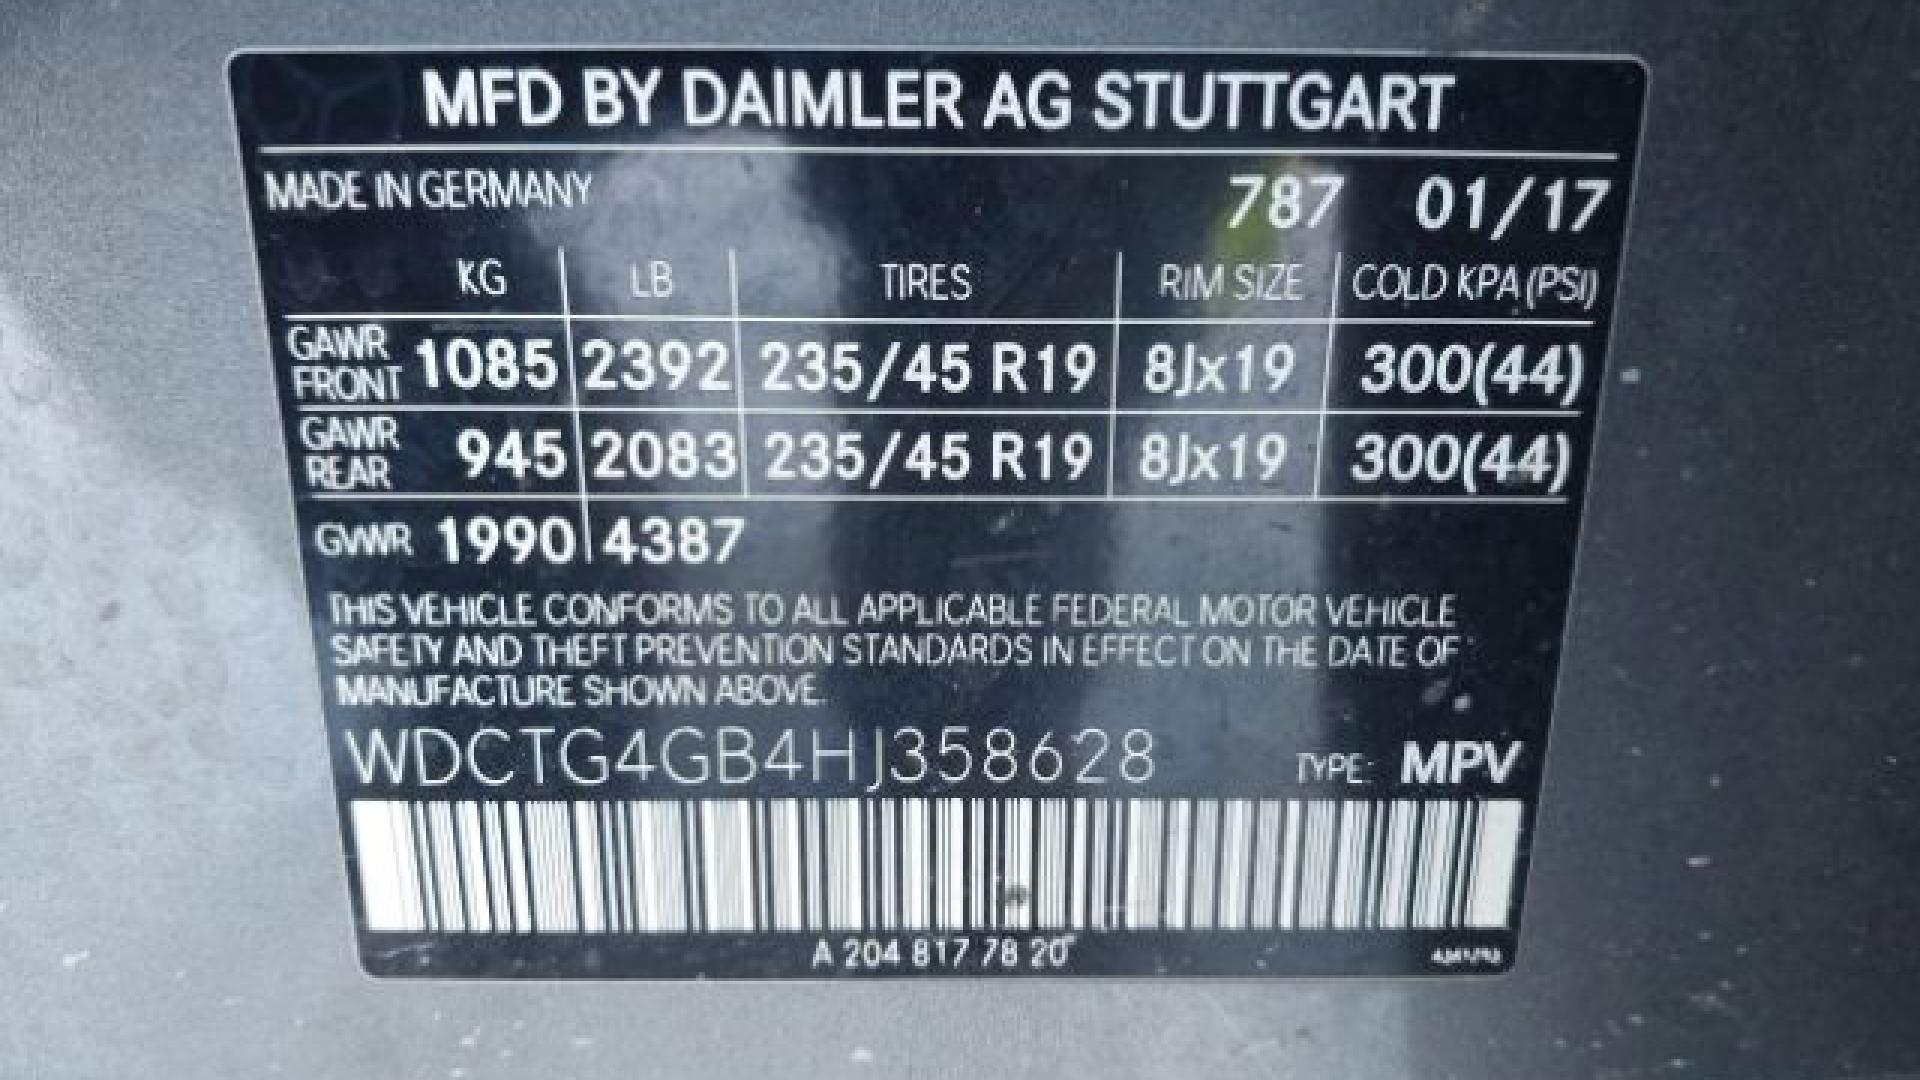 MFD BY DAIMLER AG STUTTGART
MADE IN GERMANY 787 01/17
KG LB TIRES RIM SIZE COLD KPA (PSI)
GAWR FRONT 1085 2392 235/45 R19 8Jx19 300(44)
GAWR REAR 945 2083 235/45 R19 8Jx19 300(44)
GVWR 1990 4387
THIS VEHICLE CONFORMS TO ALL APPLICABLE FEDERAL MOTOR VEHICLE
SAFETY AND THEFT PREVENTION STANDARDS IN EFFECT ON THE DATE OF
MANUFACTURE SHOWN ABOVE.
WDCTG4GB4HJ358628 TYPE: MPV
A 204 817 78 20